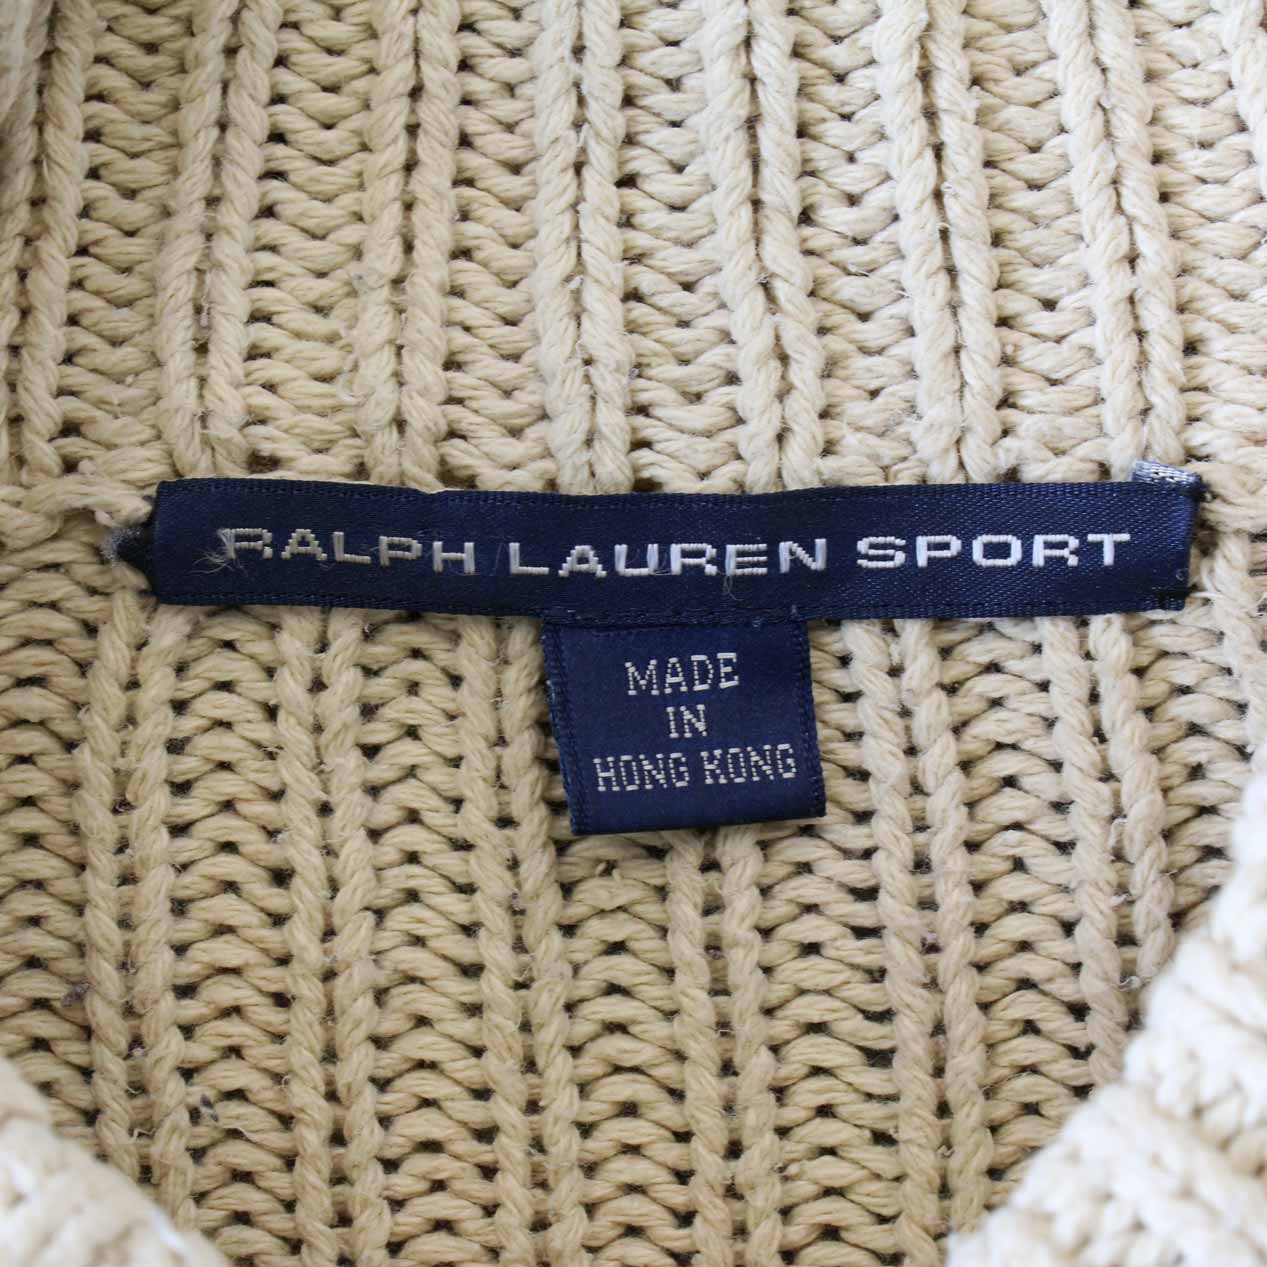 RALPH LAUREN SPORT
MADE
IN
HONG KONG